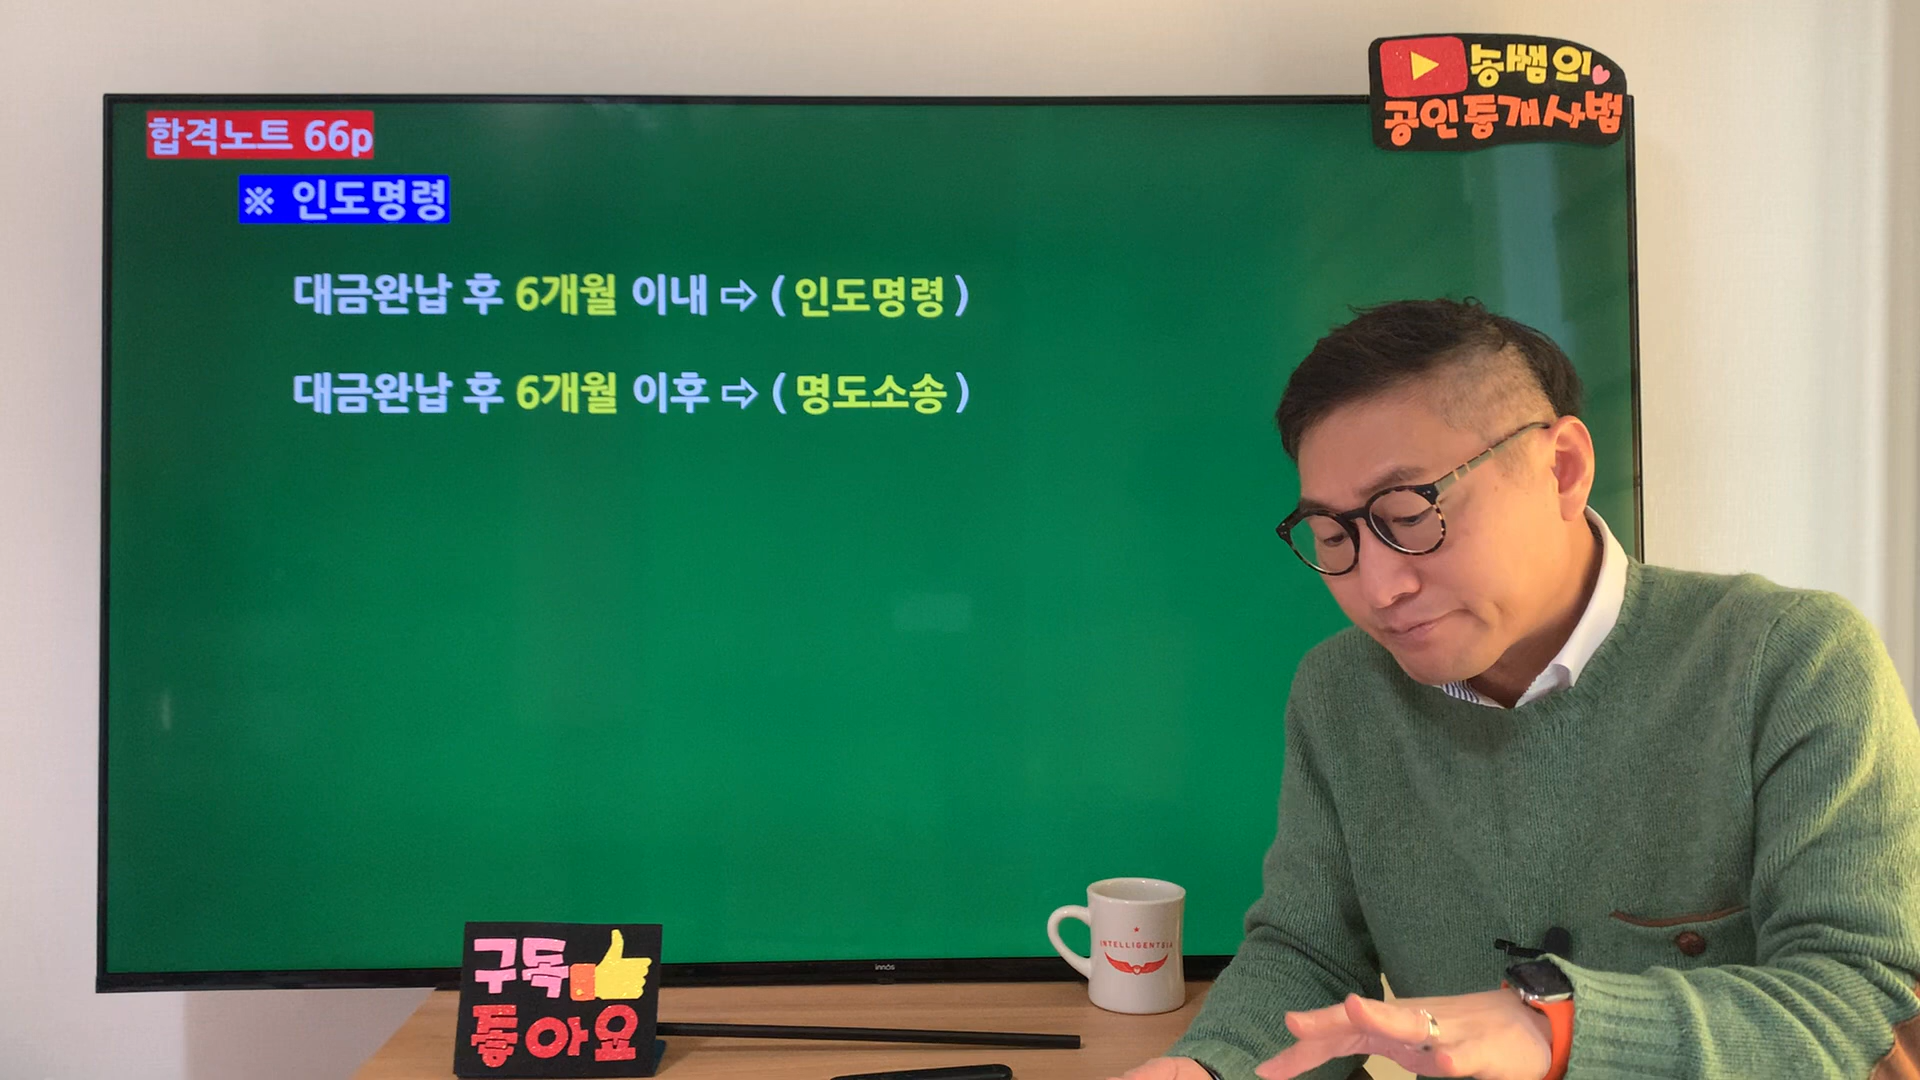 송쌤의
공인중개사법
합격노트 66p
※ 인도명령
대금완납 후 6개월 이내 ⇨ ( 인도명령 )
대금완납 후 6개월 이후 ⇨ ( 명도소송 )
INTELLIGENTSIA
innos
구독
좋아요